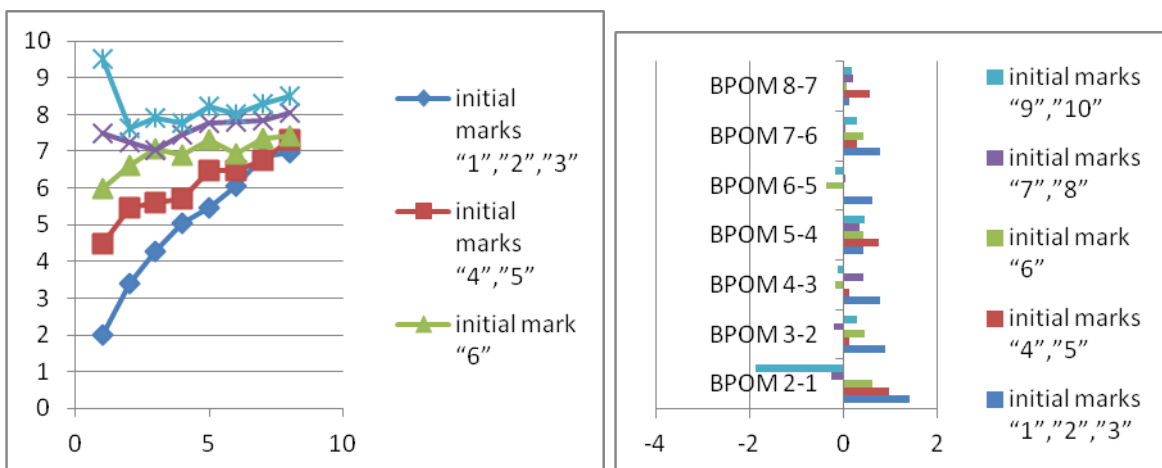 10
9
8
7
6
5
4
3
2
1
0
0 5 10
initial
marks
“1”,“2”,“3”
initial
marks
“4”,“5”
initial mark
“6”
BPOM 8-7
BPOM 7-6
BPOM 6-5
BPOM 5-4
BPOM 4-3
BPOM 3-2
BPOM 2-1
-4 -2 0 2
initial marks
“9”,“10”
initial marks
“7”,“8”
initial mark
“6”
initial marks
“4”,“5”
initial marks
“1”,“2”,“3”